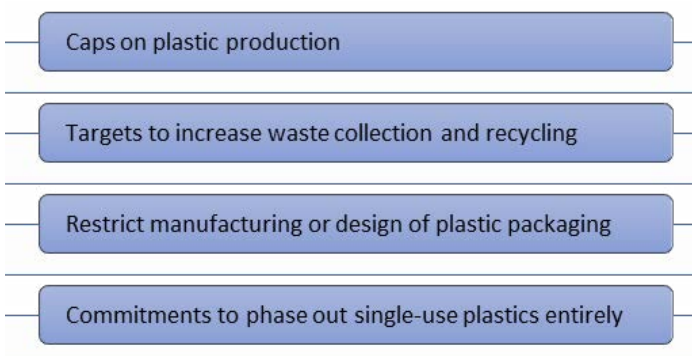 Caps on plastic production
Targets to increase waste collection and recycling
Restrict manufacturing or design of plastic packaging
Commitments to phase out single-use plastics entirely